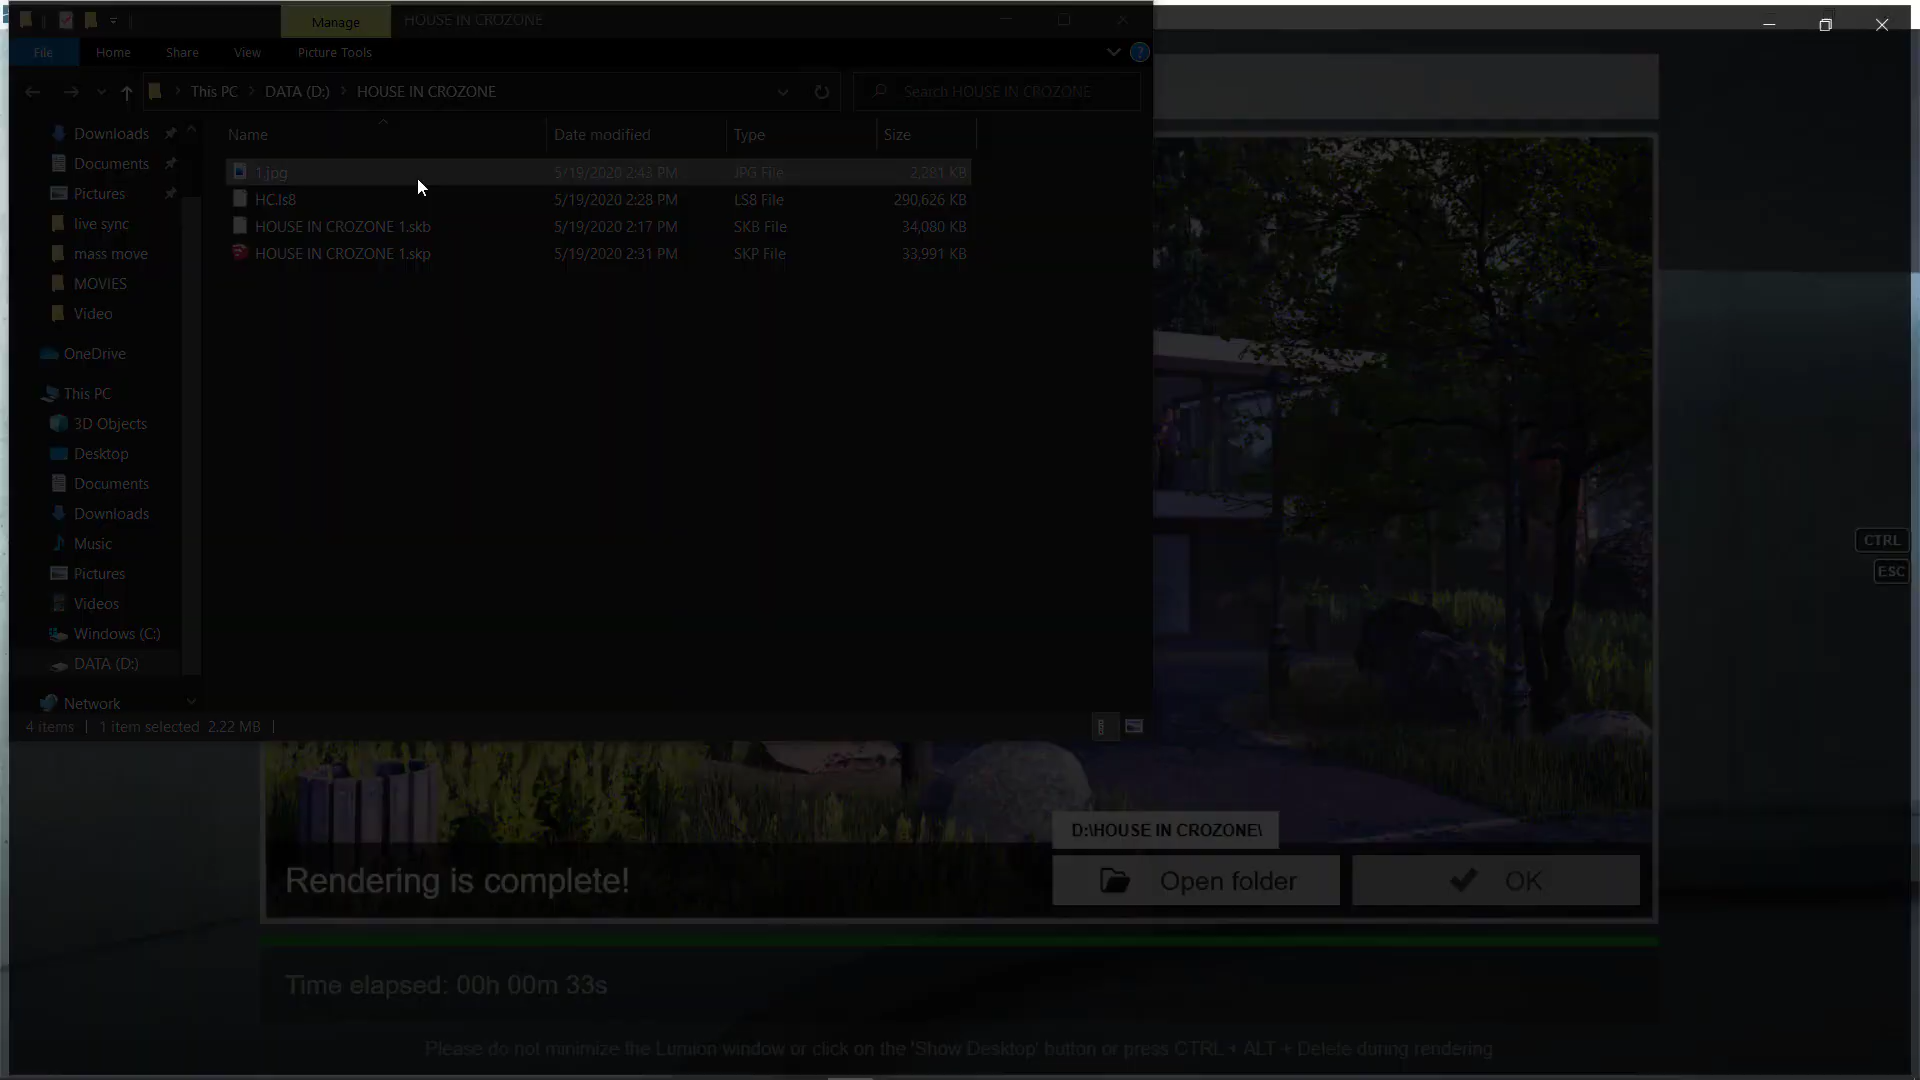 Manage
HOUSE IN CROZONE
File
Home
Share
View
Picture Tools
This PC
DATA (D:)
HOUSE IN CROZONE
Search HOUSE IN CROZONE
Name
Date modified
Type
Size
1.jpg
5/19/2020 2:43 PM
JPG File
2,281 KB
HC.ls8
5/19/2020 2:28 PM
LS8 File
290,626 KB
HOUSE IN CROZONE 1.skb
5/19/2020 2:17 PM
SKB File
34,080 KB
HOUSE IN CROZONE 1.skp
5/19/2020 2:31 PM
SKP File
33,991 KB
Downloads
Documents
Pictures
live sync
mass move
MOVIES
Video
OneDrive
This PC
3D Objects
Desktop
Documents
Downloads
Music
Pictures
Videos
Windows (C:)
DATA (D:)
Network
4 items
1 item selected 2.22 MB
CTRL
ESC
D:\HOUSE IN CROZONE\
Rendering is complete!
Open folder
OK
Time elapsed: 00h 00m 33s
Please do not minimize the Lumion window or click on the 'Show Desktop' button or press CTRL + ALT + Delete during rendering